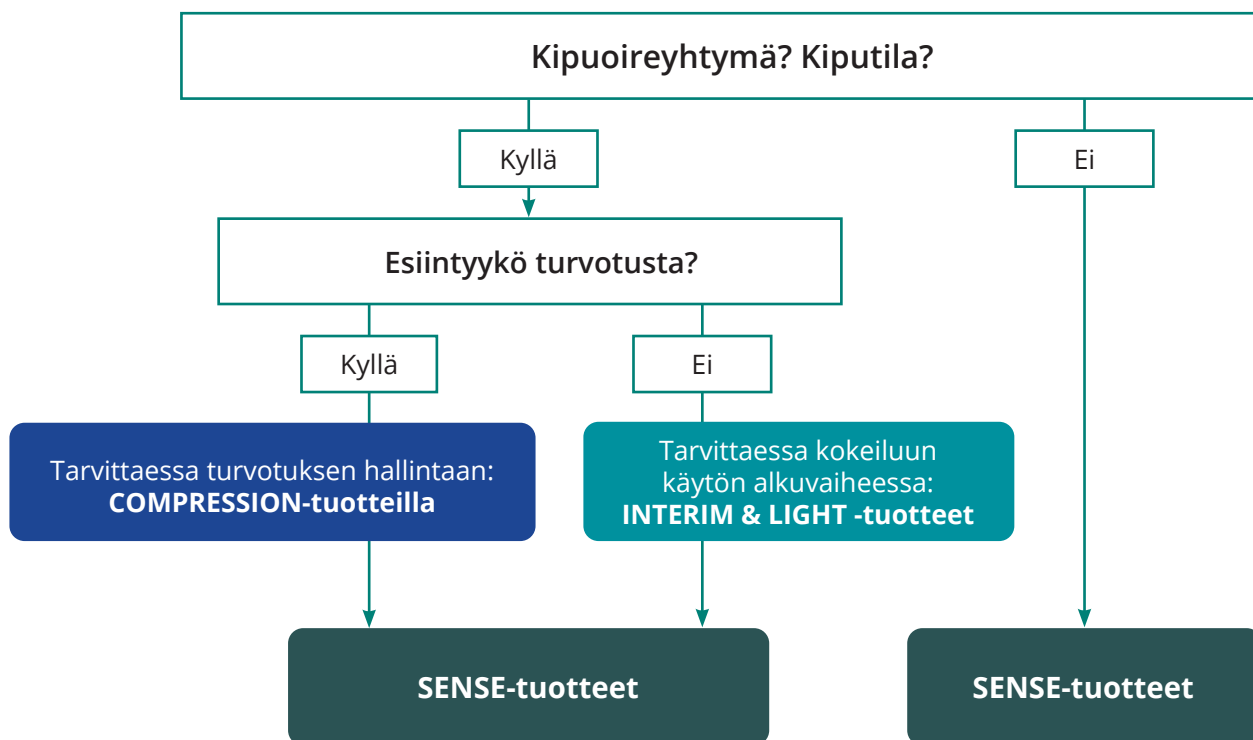 Kipuoireyhtymä? Kiputila?
Kyllä
Ei
Esiintyykö turvotusta?
Kyllä
Ei
Tarvittaessa turvotuksen hallintaan:
COMPRESSION-tuotteilla
Tarvittaessa kokeiluun
käytön alkuvaiheessa:
INTERIM & LIGHT -tuotteet
SENSE-tuotteet
SENSE-tuotteet